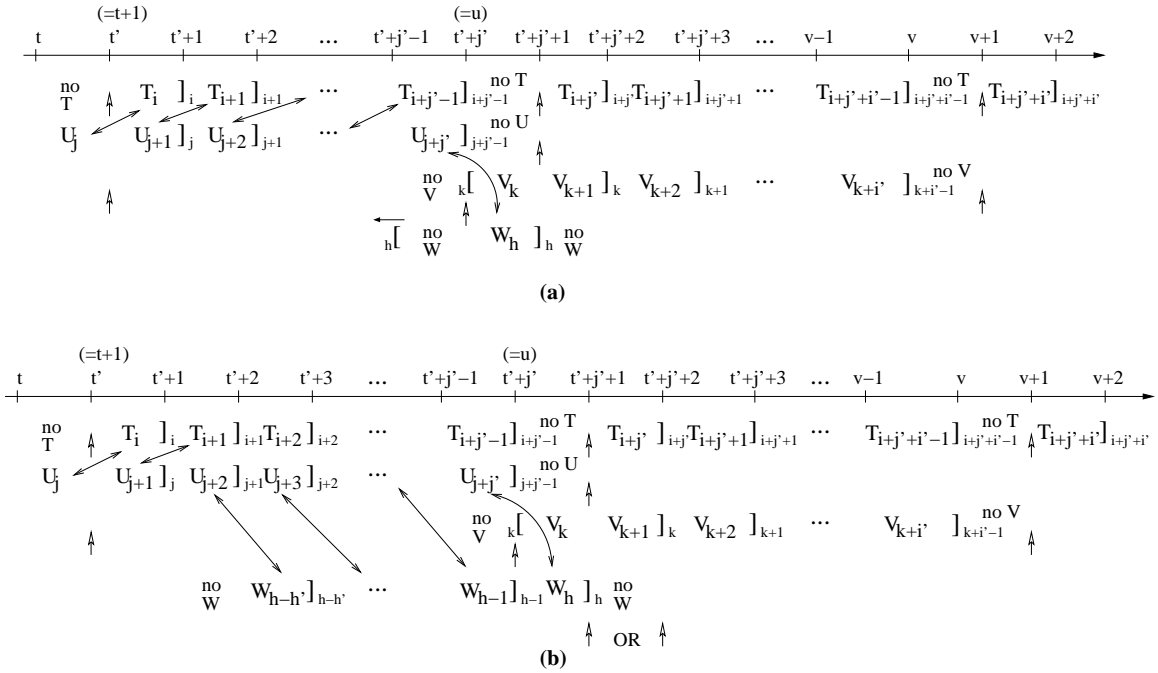 (=t+1) (=u)
t t' t'+1 t'+2 ... t'+j'-1 t'+j' t'+j'+1 t'+j'+2 t'+j'+3 ... v-1 v v+1 v+2
no T T_i ]_i T_{i+1} ]_{i+1} ... T_{i+j'-1} ]_{i+j'-1} no T T_{i+j'} ]_{i+j'} T_{i+j'+1} ]_{i+j'+1} T_{i+j'+i'-1} ]_{i+j'+i'-1} no T T_{i+j'+i'} ]_{i+j'+i'}
U_j U_{j+1} ]_j U_{j+2} ]_{j+1} ... U_{j+j'} ]_{j+j'-1} no U
no V _k[ V_k V_{k+1} ]_k V_{k+2} ]_{k+1} ... V_{k+i'} ]_{k+i'-1} no V
_h[ no W W_h ]_h no W
(a)
(=t+1) (=u)
t t' t'+1 t'+2 t'+3 ... t'+j'-1 t'+j' t'+j'+1 t'+j'+2 t'+j'+3 ... v-1 v v+1 v+2
no T T_i ]_i T_{i+1} ]_{i+1} T_{i+2} ]_{i+2} ... T_{i+j'-1} ]_{i+j'-1} no T T_{i+j'} ]_{i+j'} T_{i+j'+1} ]_{i+j'+1} ... T_{i+j'+i'-1} ]_{i+j'+i'-1} no T T_{i+j'+i'} ]_{i+j'+i'}
U_j U_{j+1} ]_j U_{j+2} ]_{j+1} U_{j+3} ]_{j+2} ... U_{j+j'} ]_{j+j'-1} no U
no V _k[ V_k V_{k+1} ]_k V_{k+2} ]_{k+1} ... V_{k+i'} ]_{k+i'-1} no V
no W W_{h-h'} ]_{h-h'} ... W_{h-1} ]_{h-1} W_h ]_h no W
OR
(b)